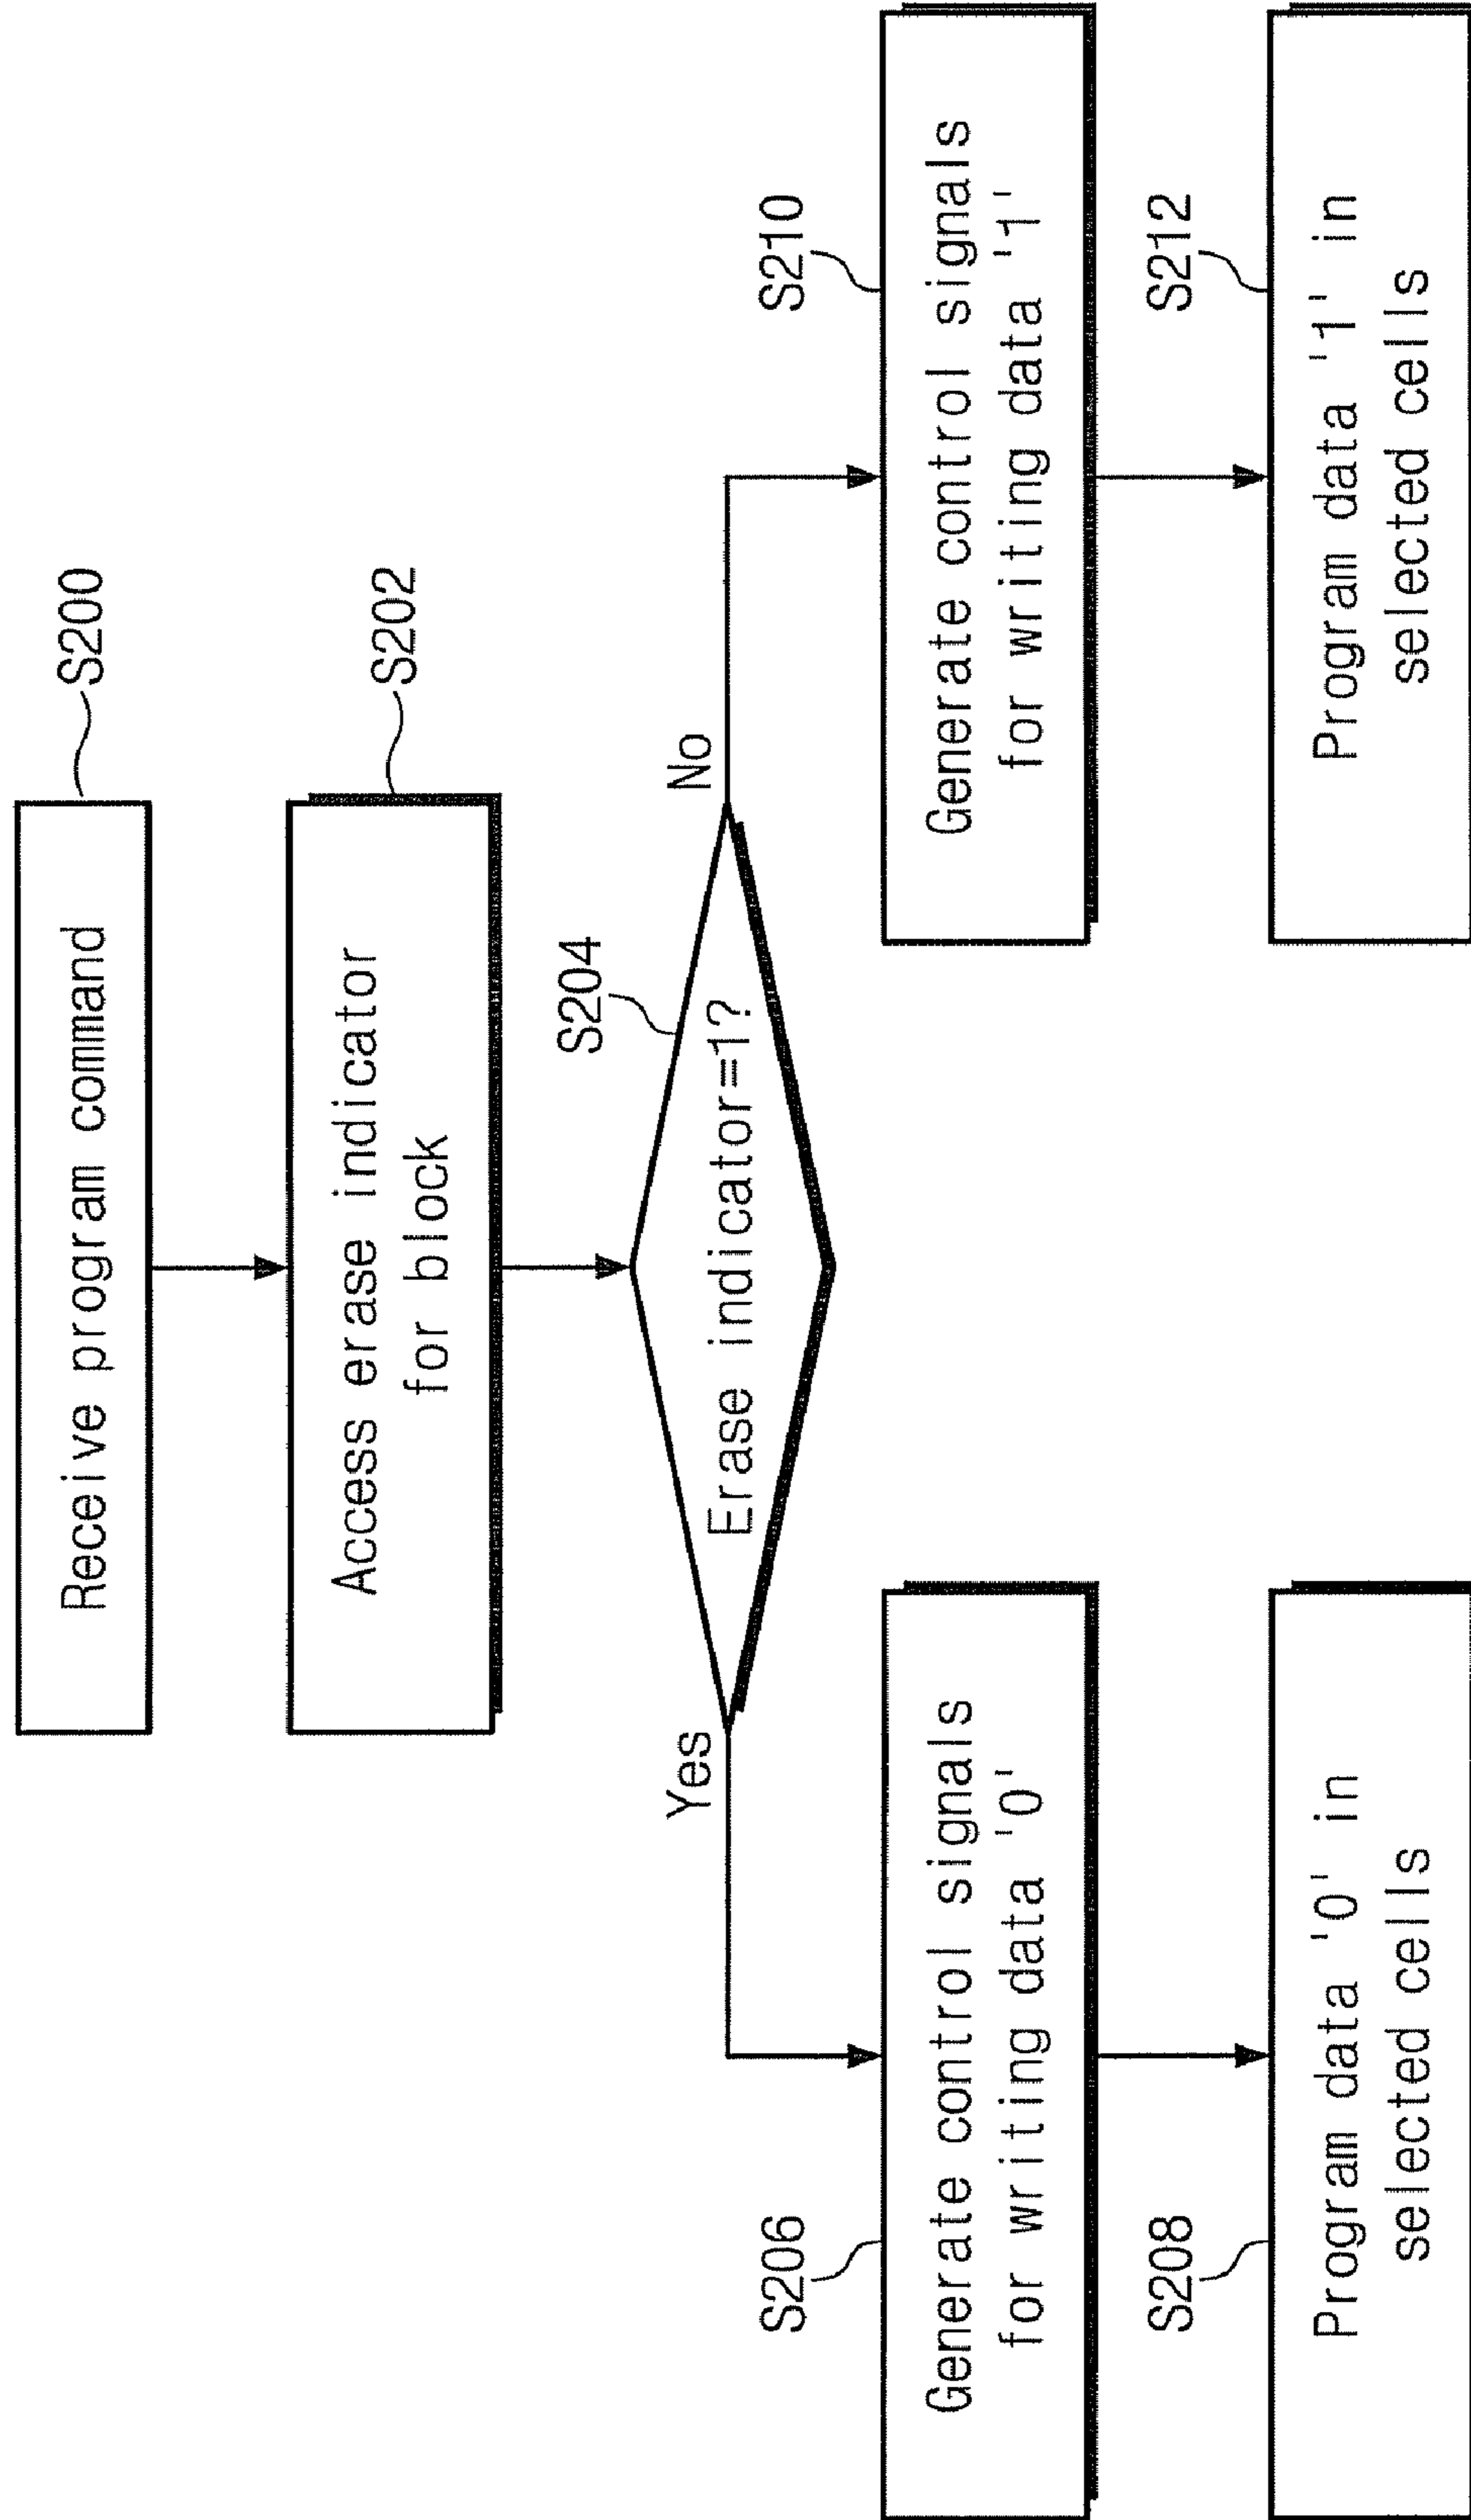 Receive program command
S200
Access erase indicator
for block
S202
S204
Erase indicator=1?
Yes
No
S206
Generate control signals
for writing data '0'
S210
Generate control signals
for writing data '1'
S208
Program data '0' in
selected cells
S212
Program data '1' in
selected cells